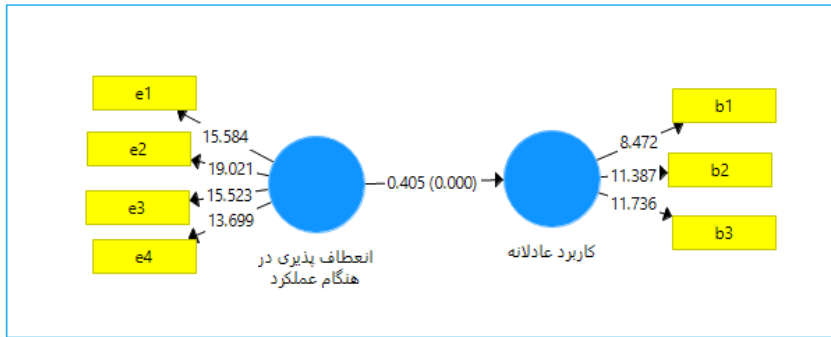 e1
e2
e3
e4
15.584
19.021
15.523
13.699
انعطاف پذیری در
هنگام عملکرد
0.405 (0.000)
کاربرد عادلانه
8.472
11.387
11.736
b1
b2
b3